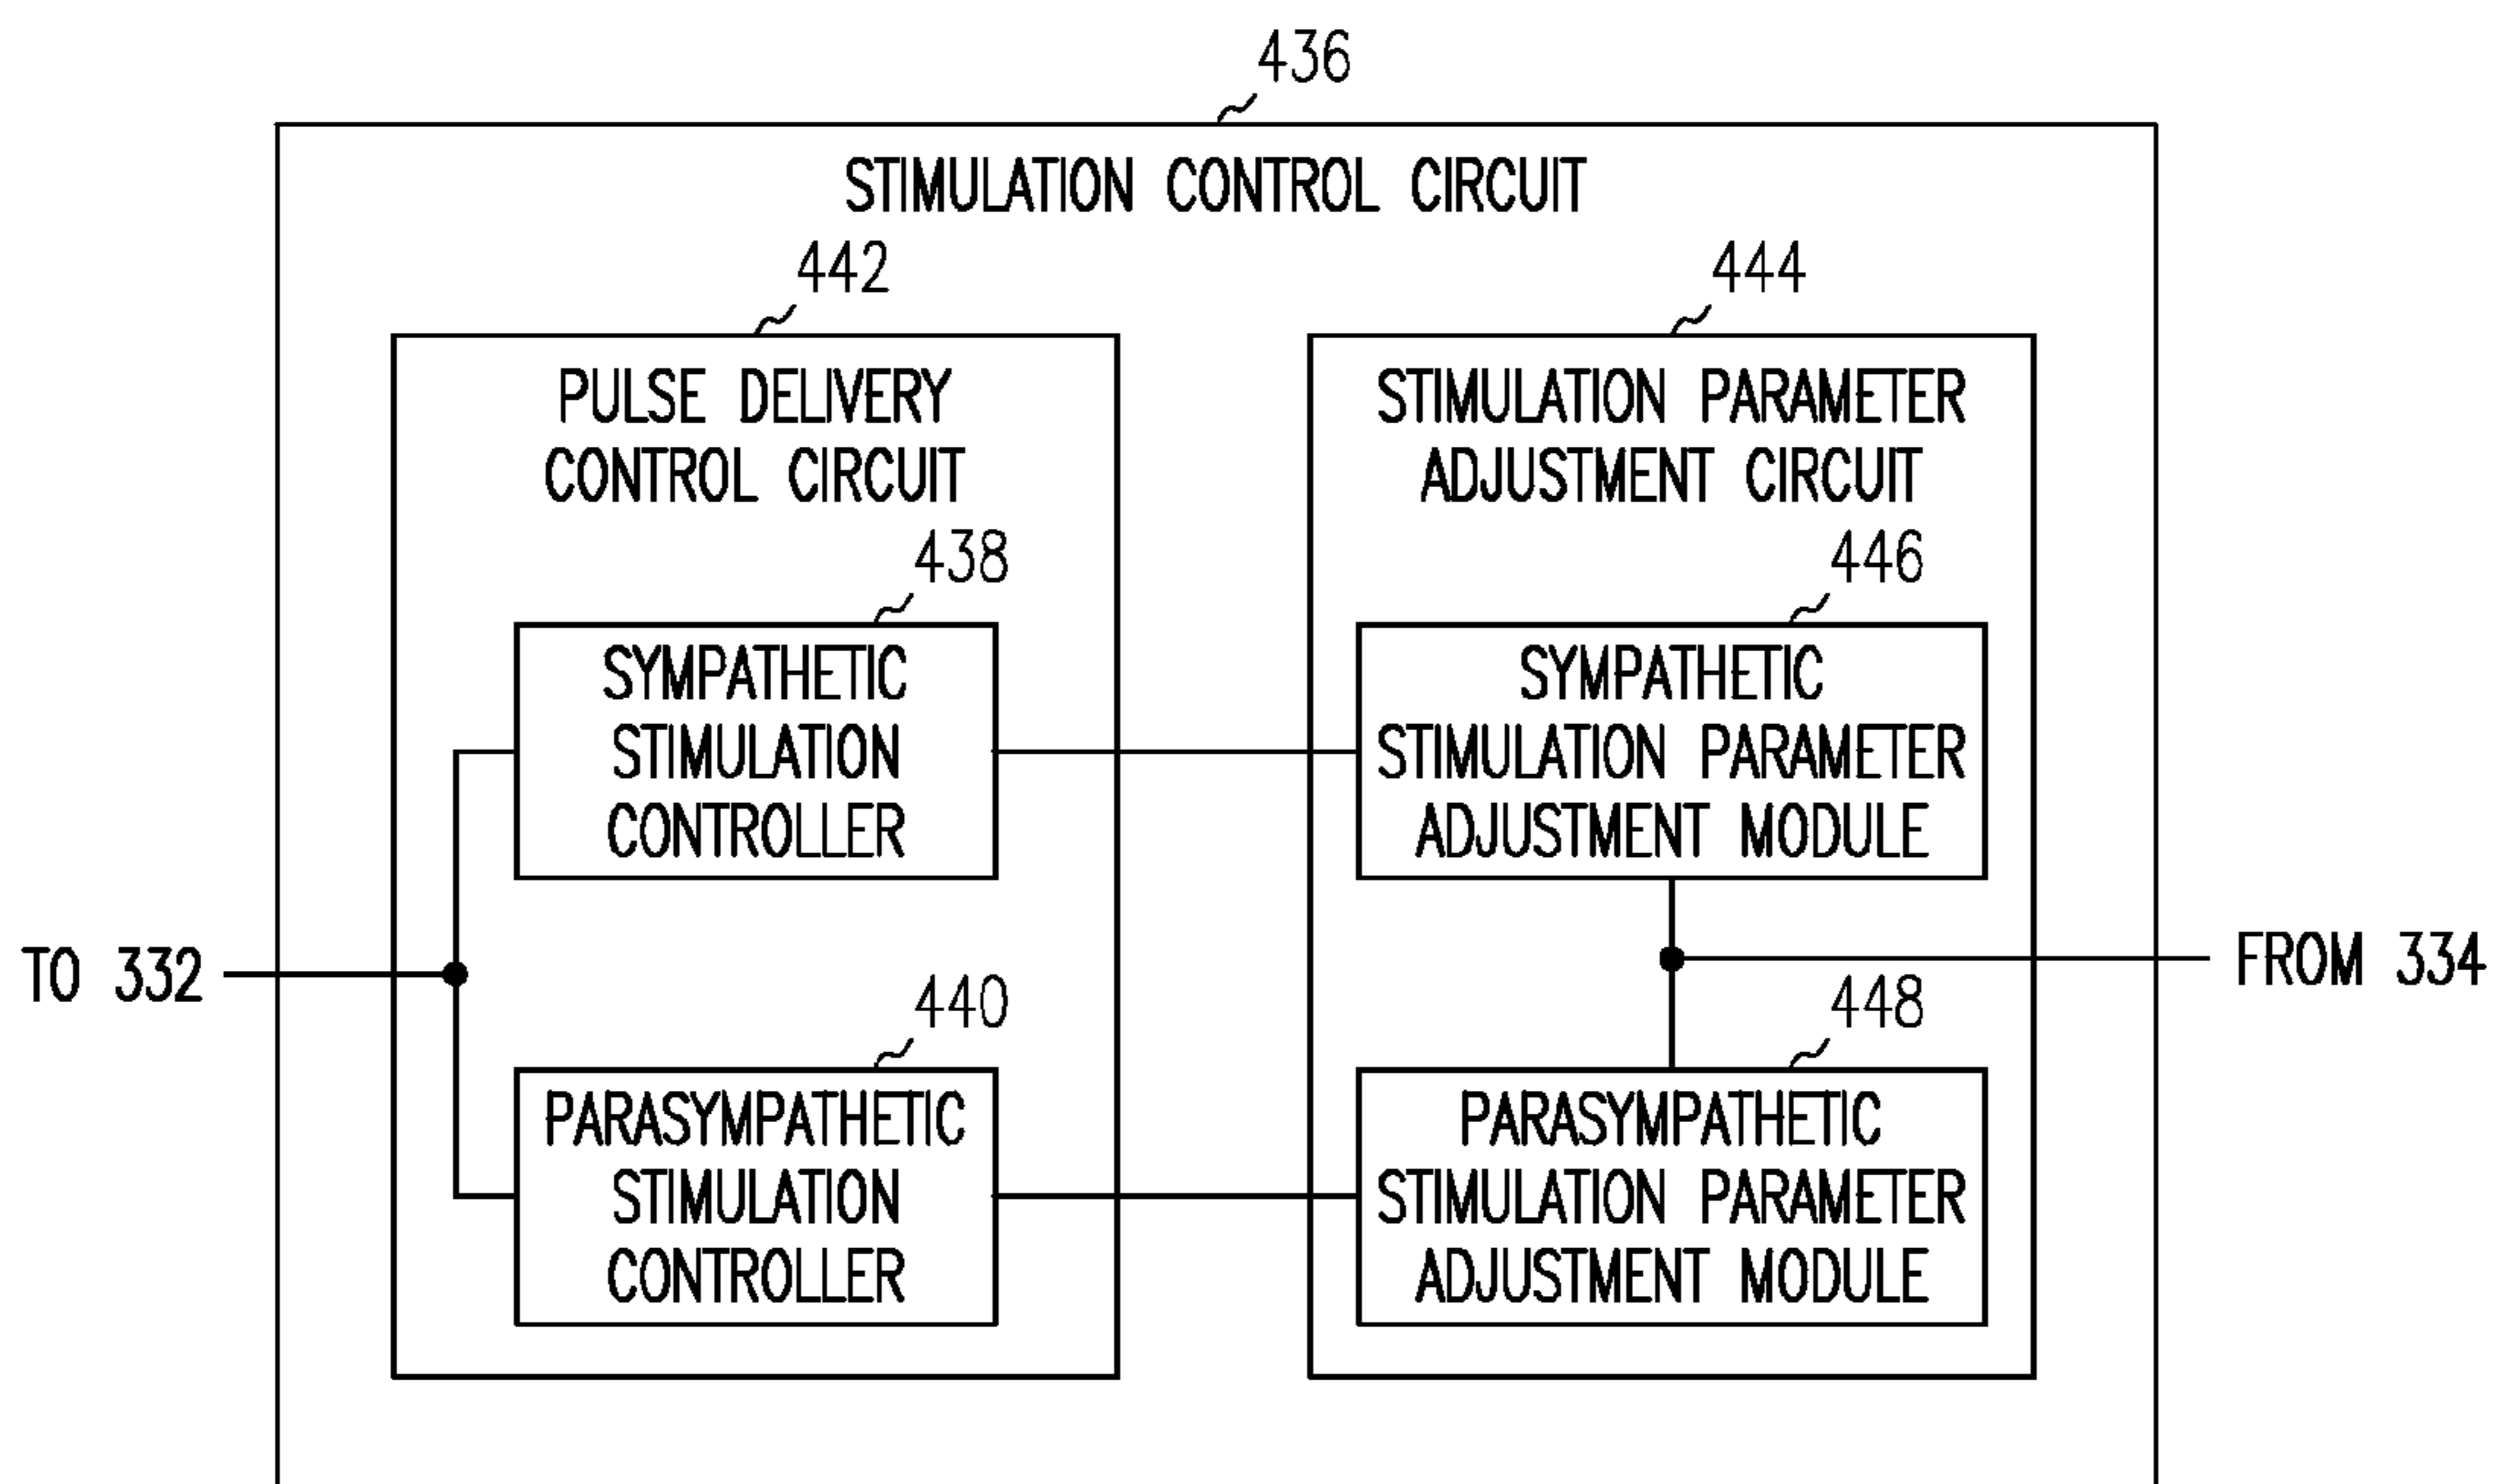 436
STIMULATION CONTROL CIRCUIT
442
PULSE DELIVERY
CONTROL CIRCUIT
438
SYMPATHETIC
STIMULATION
CONTROLLER
TO 332
440
PARASYMPATHETIC
STIMULATION
CONTROLLER
444
STIMULATION PARAMETER
ADJUSTMENT CIRCUIT
446
SYMPATHETIC
STIMULATION PARAMETER
ADJUSTMENT MODULE
FROM 334
448
PARASYMPATHETIC
STIMULATION PARAMETER
ADJUSTMENT MODULE